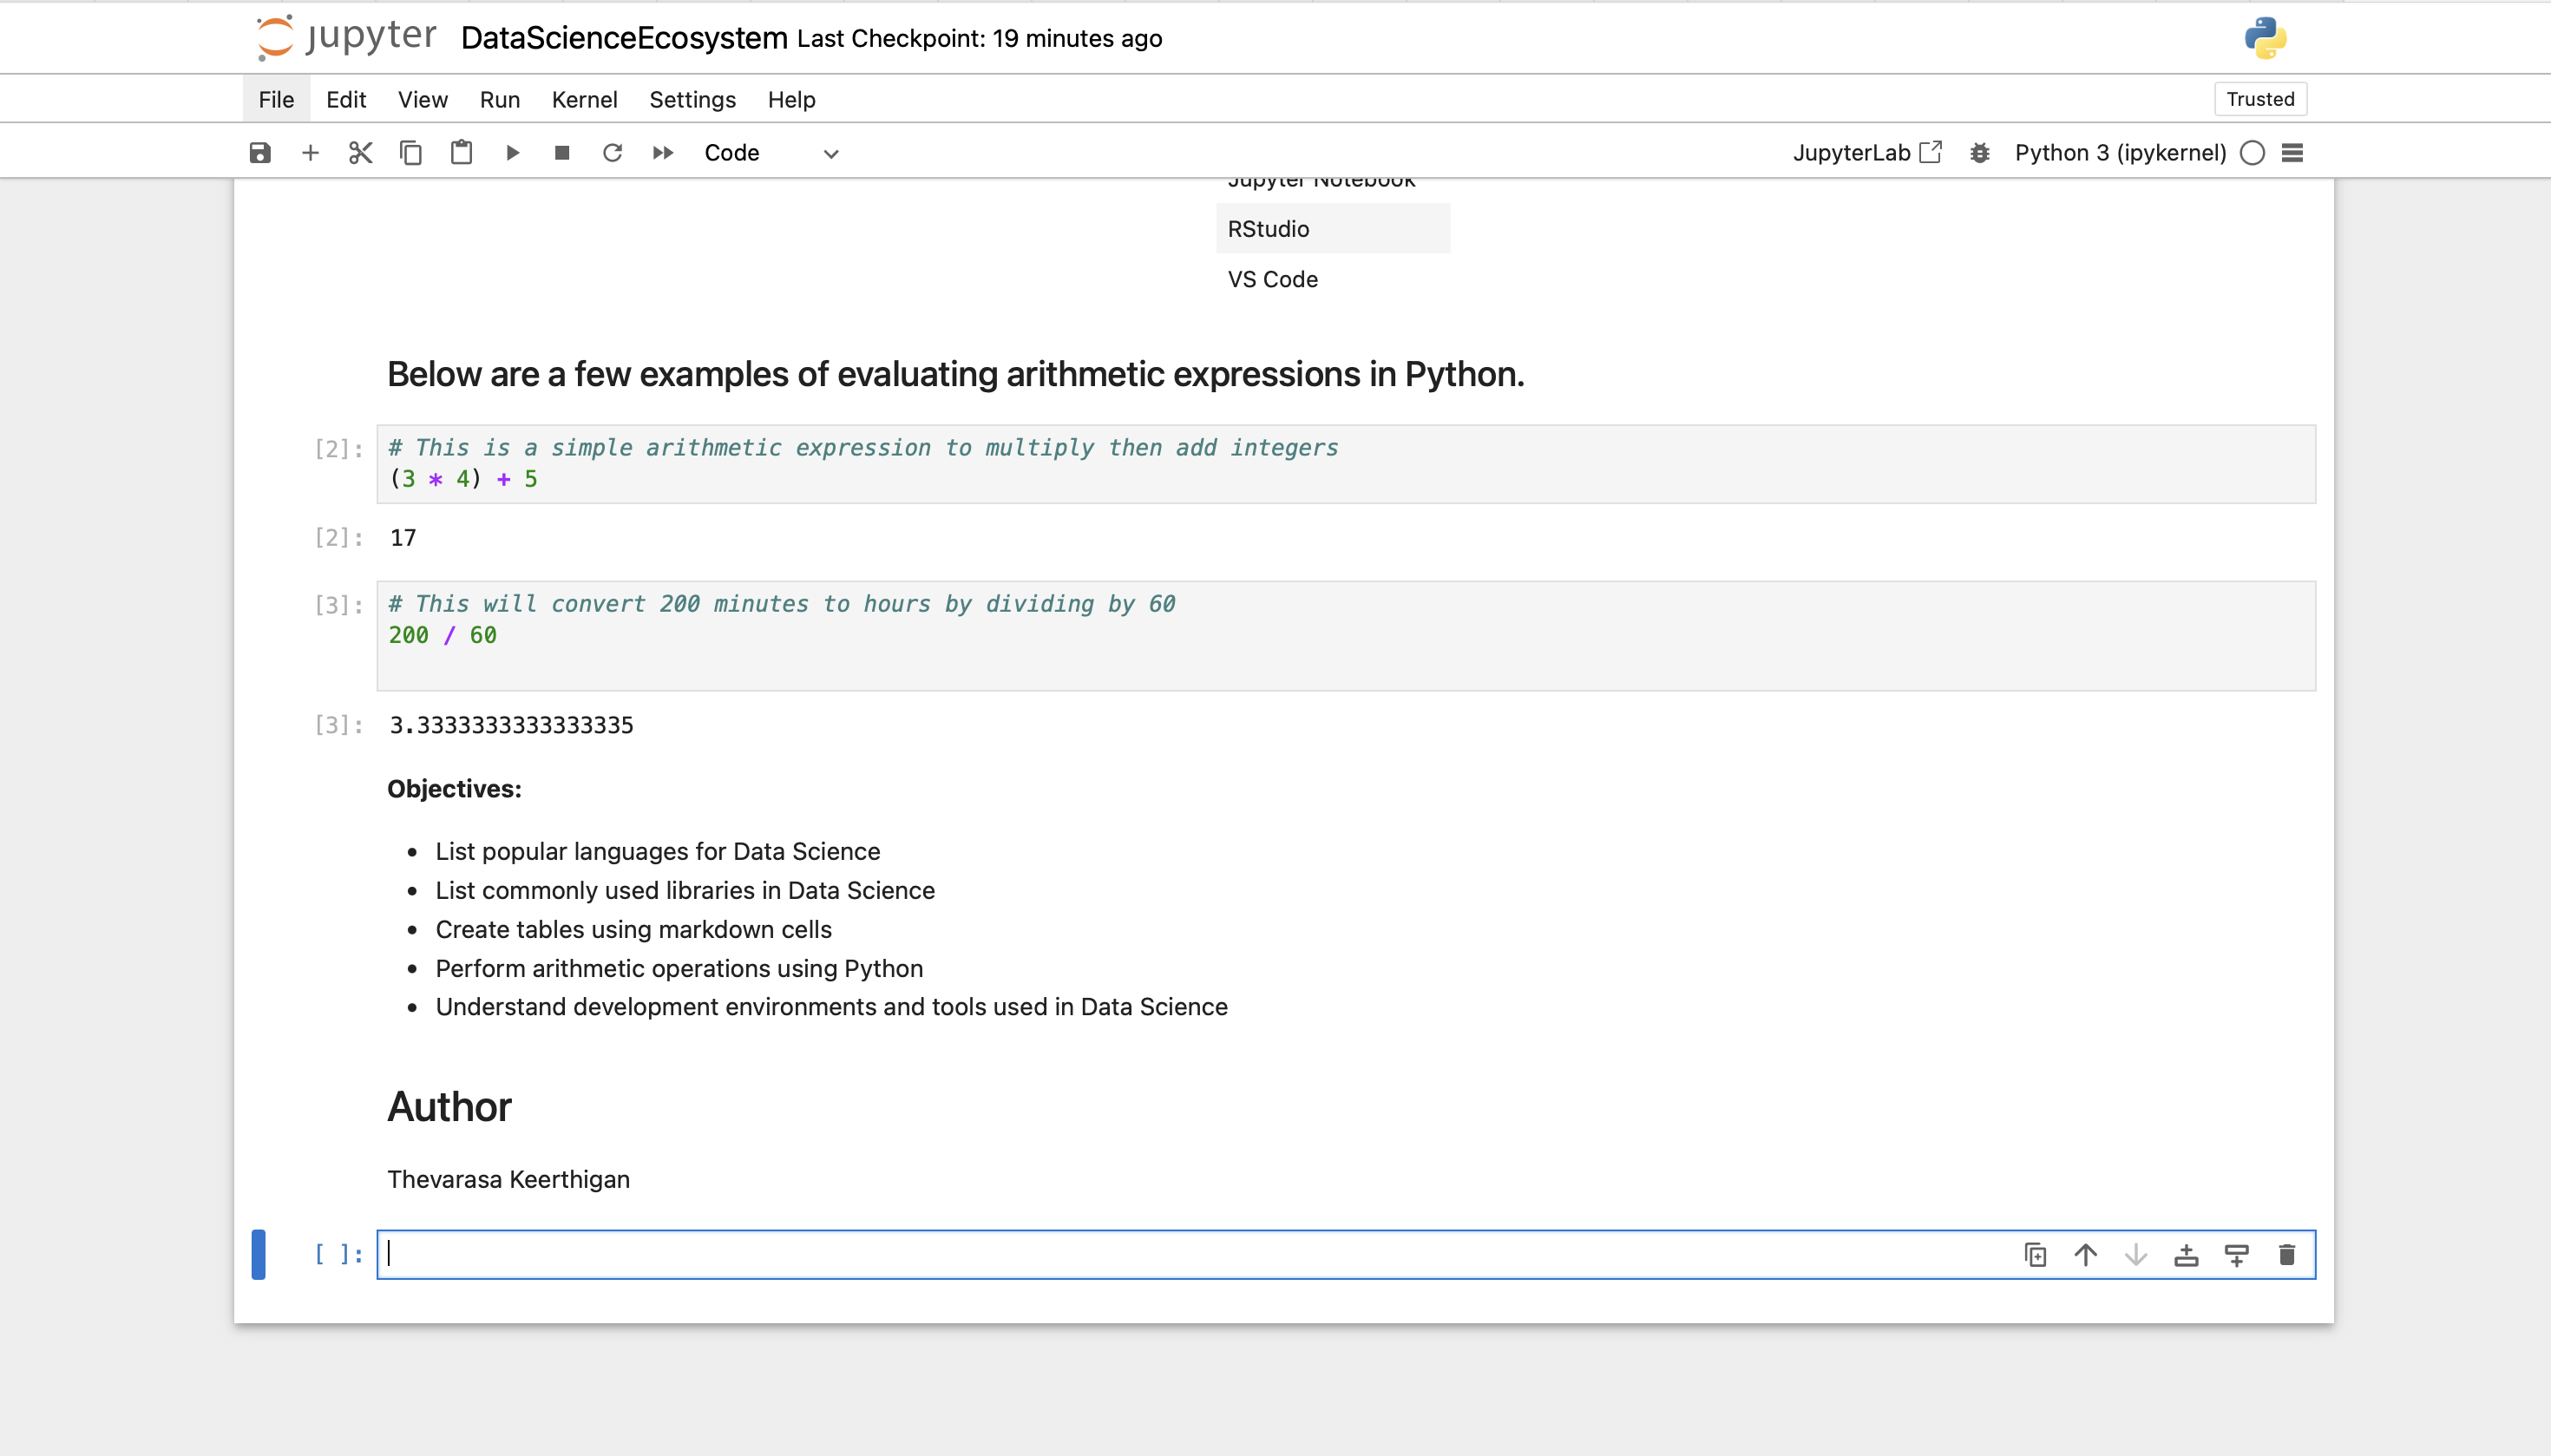 jupyter DataScienceEcosystem Last Checkpoint: 19 minutes ago
File Edit View Run Kernel Settings Help Trusted
Code JupyterLab Python 3 (ipykernel)
Jupyter Notebook
RStudio
VS Code
Below are a few examples of evaluating arithmetic expressions in Python.
[2]: # This is a simple arithmetic expression to multiply then add integers
(3 * 4) + 5
[2]: 17
[3]: # This will convert 200 minutes to hours by dividing by 60
200 / 60
[3]: 3.3333333333333335
Objectives:
• List popular languages for Data Science
• List commonly used libraries in Data Science
• Create tables using markdown cells
• Perform arithmetic operations using Python
• Understand development environments and tools used in Data Science
Author
Thevarasa Keerthigan
[ ]: